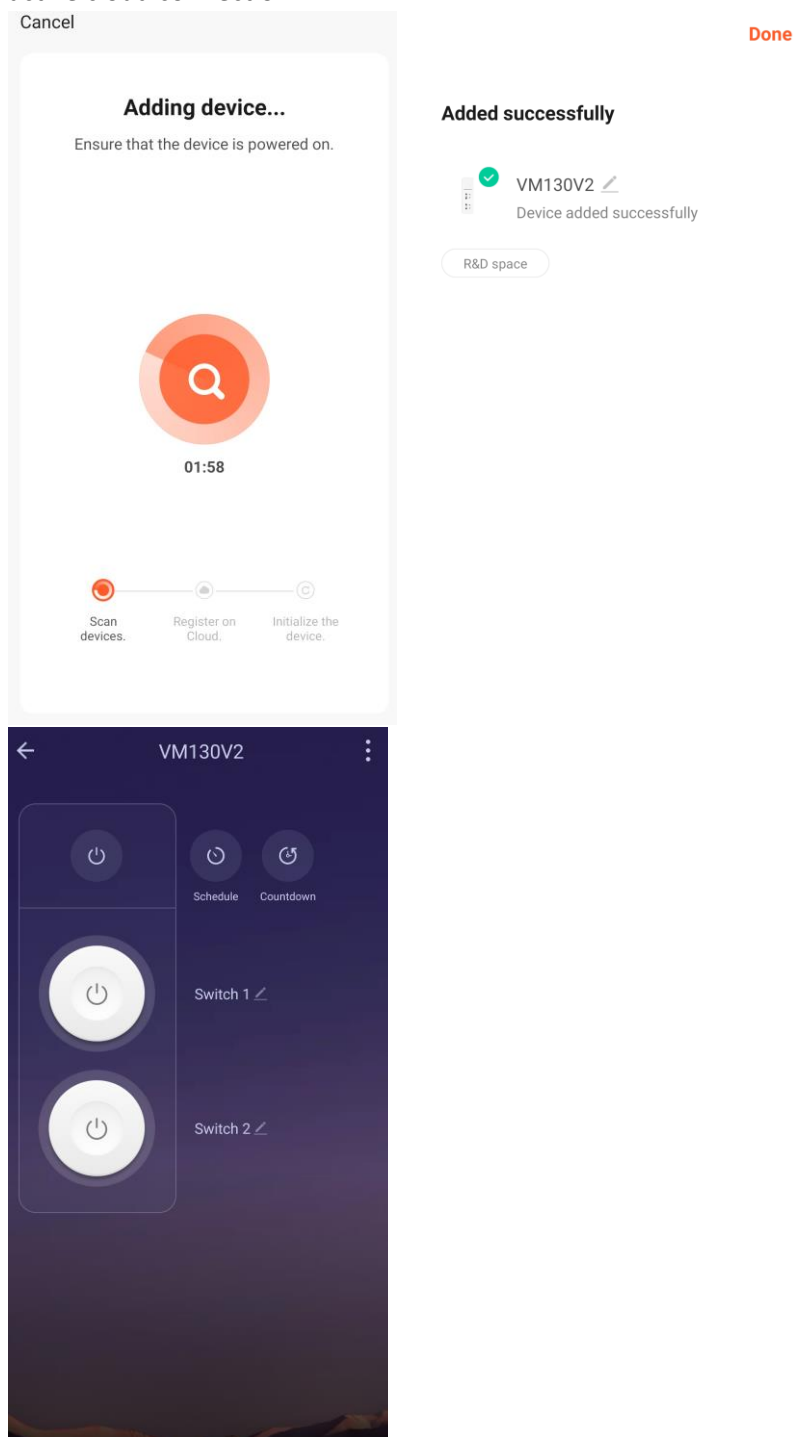 Cancel
Adding device...
Ensure that the device is powered on.
01:58
Scan
devices.
Register on
Cloud.
Initialize the
device.
Done
Added successfully
VM130V2
Device added successfully
R&D space
VM130V2
Schedule
Countdown
Switch 1
Switch 2